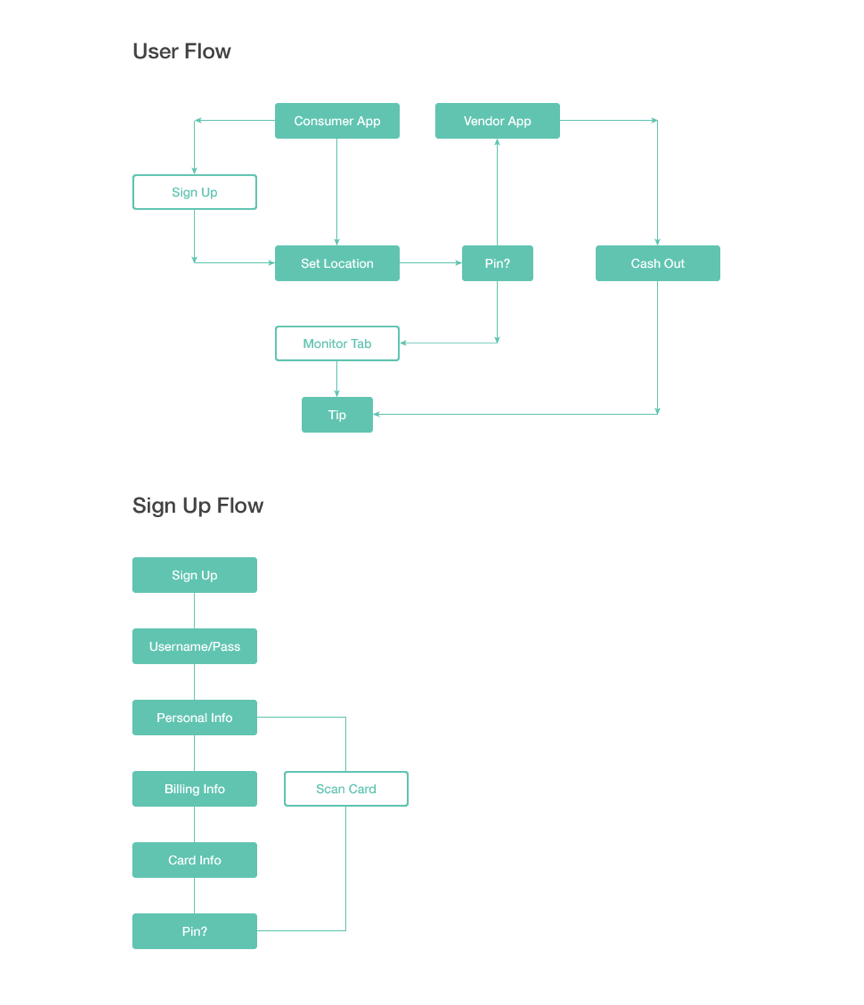 User Flow
Consumer App
Vendor App
Sign Up
Set Location
Pin?
Cash Out
Monitor Tab
Tip
Sign Up Flow
Sign Up
Username/Pass
Personal Info
Billing Info
Scan Card
Card Info
Pin?